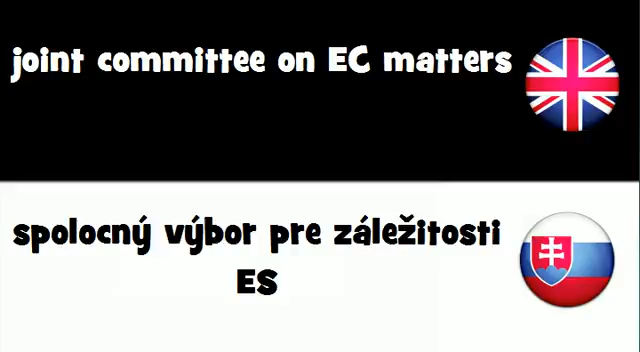 joint committee on EC matters
spolocný výbor pre záležitosti
ES